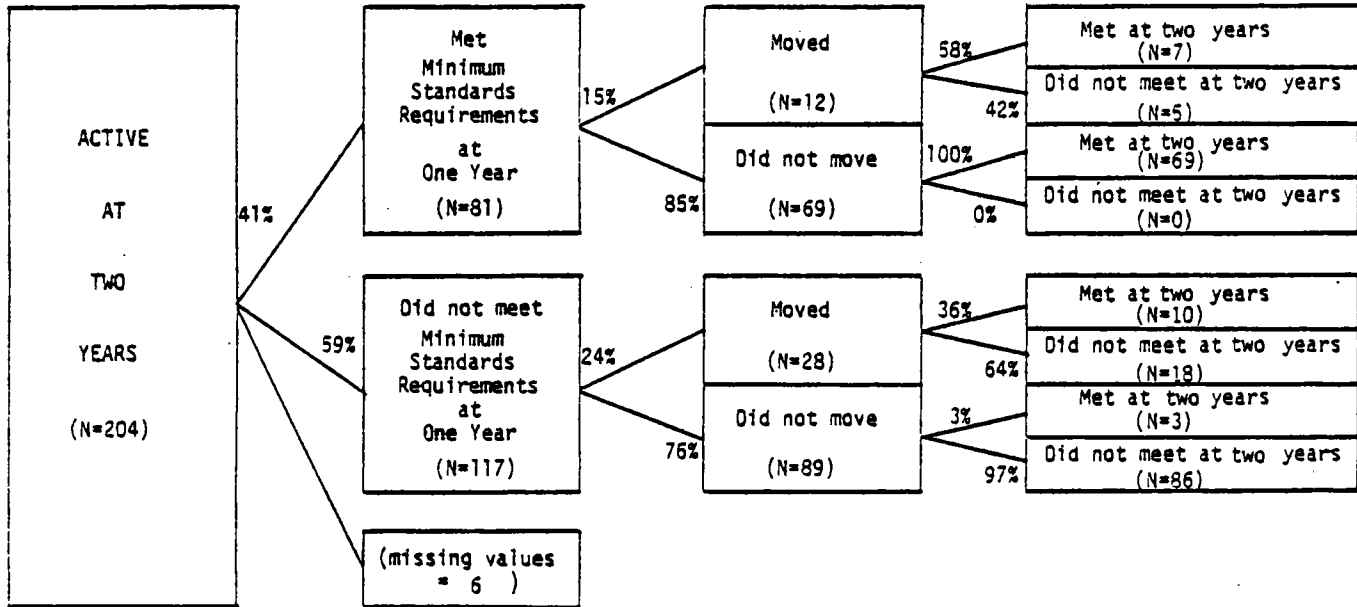 ACTIVE
AT
TWO
YEARS
(N=204)
41%
59%
Met
Minimum
Standards
Requirements
at
One Year
(N=81)
15%
85%
Moved
(N=12)
58%
42%
Met at two years
(N=7)
Did not meet at two years
(N=5)
Did not move
(N=69)
100%
0%
Met at two years
(N=69)
Did not meet at two years
(N=0)
Did not meet
Minimum
Standards
Requirements
at
One Year
(N=117)
24%
76%
Moved
(N=28)
36%
64%
Met at two years
(N=10)
Did not meet at two years
(N=18)
Did not move
(N=89)
3%
97%
Met at two years
(N=3)
Did not meet at two years
(N=86)
(missing values
= 6 )